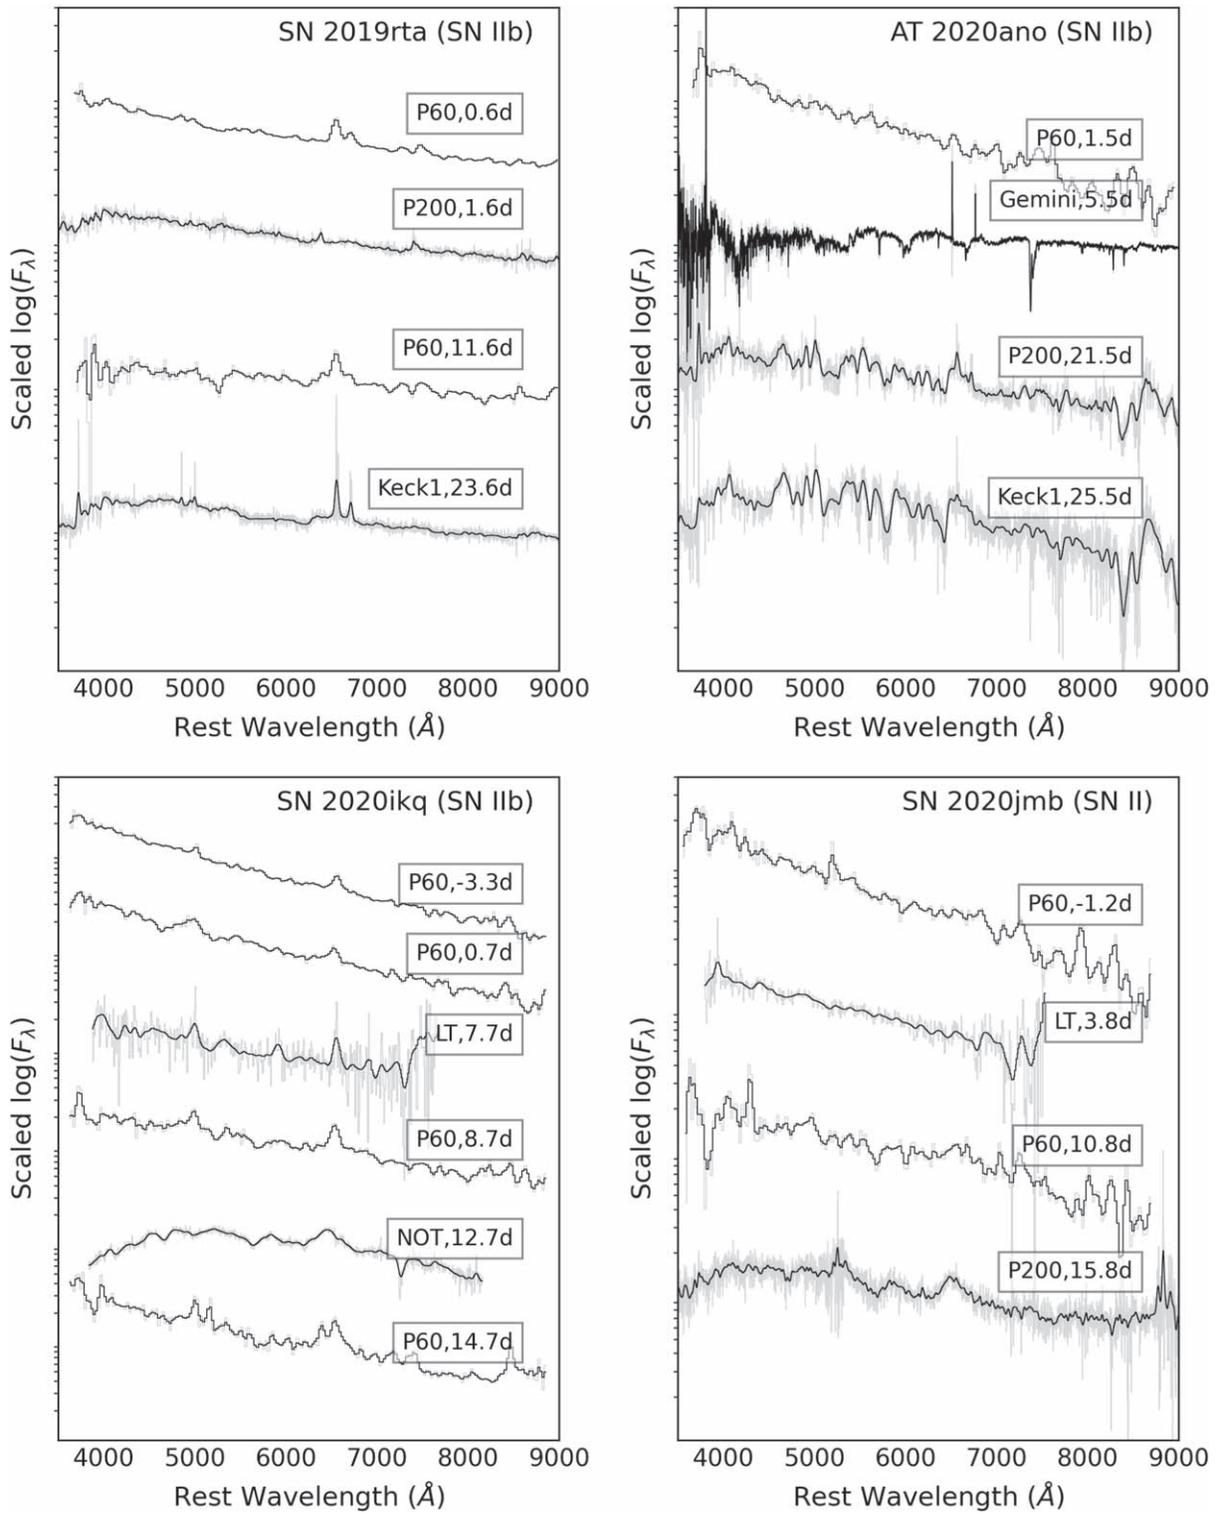 SN 2019rta (SN IIb)
P60,0.6d
P200,1.6d
P60,11.6d
Keck1,23.6d
Scaled log(Fλ)
4000 5000 6000 7000 8000 9000
Rest Wavelength (Å)
AT 2020ano (SN IIb)
P60,1.5d
Gemini,5.5d
P200,21.5d
Keck1,25.5d
Scaled log(Fλ)
4000 5000 6000 7000 8000 9000
Rest Wavelength (Å)
SN 2020ikq (SN IIb)
P60,-3.3d
P60,0.7d
LT,7.7d
P60,8.7d
NOT,12.7d
P60,14.7d
Scaled log(Fλ)
4000 5000 6000 7000 8000 9000
Rest Wavelength (Å)
SN 2020jmb (SN II)
P60,-1.2d
LT,3.8d
P60,10.8d
P200,15.8d
Scaled log(Fλ)
4000 5000 6000 7000 8000 9000
Rest Wavelength (Å)